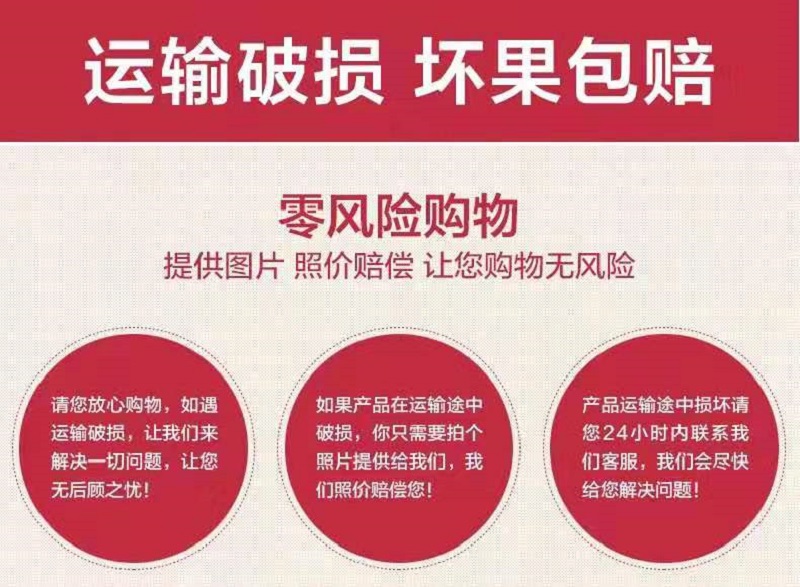 运输破损 坏果包赔
零风险购物
提供图片 照价赔偿 让您购物无风险
请您放心购物，如遇
运输破损，让我们来
解决一切问题，让您
无后顾之忧！
如果产品在运输途中
破损，你只需要拍个
照片提供给我们，我
们照价赔偿您！
产品运输途中损坏请
您24小时内联系我
们客服，我们会尽快
给您解决问题！